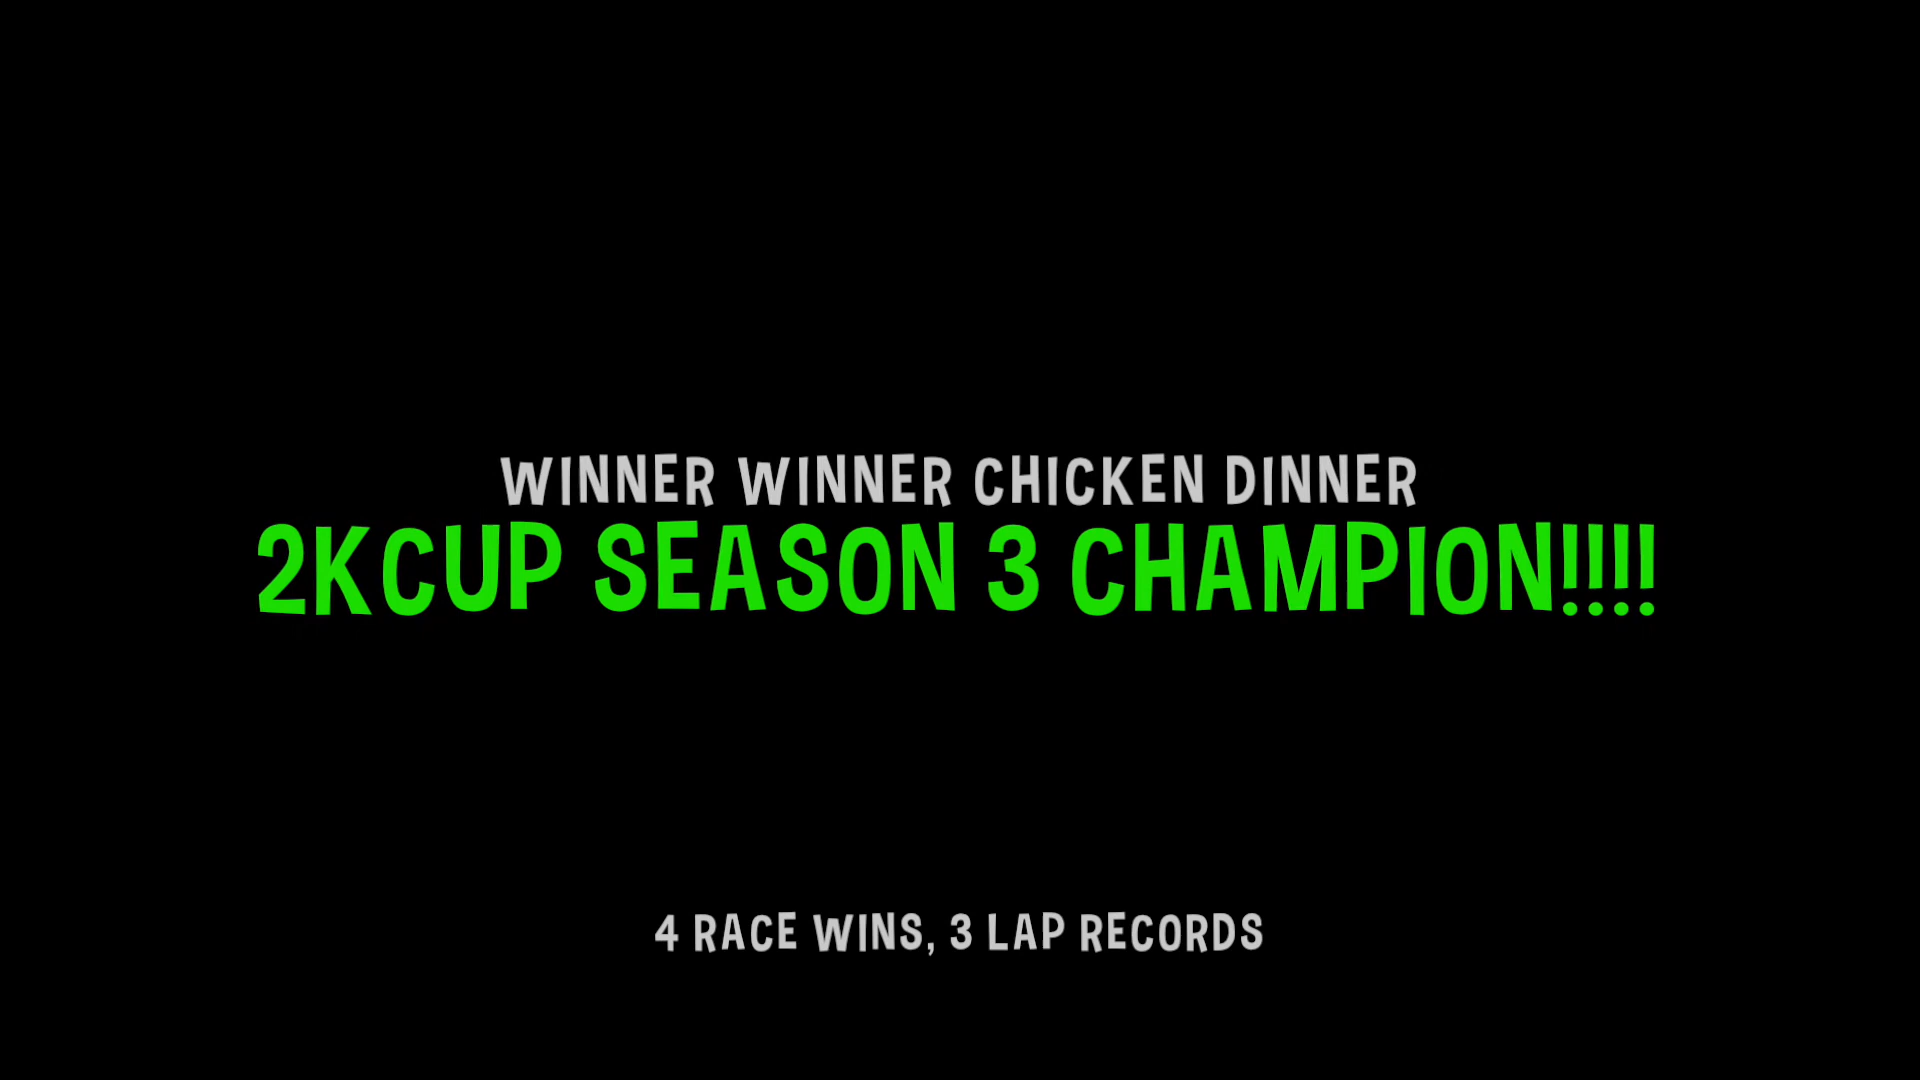 WINNER WINNER CHICKEN DINNER
2KCUP SEASON 3 CHAMPION!!!!
4 RACE WINS, 3 LAP RECORDS